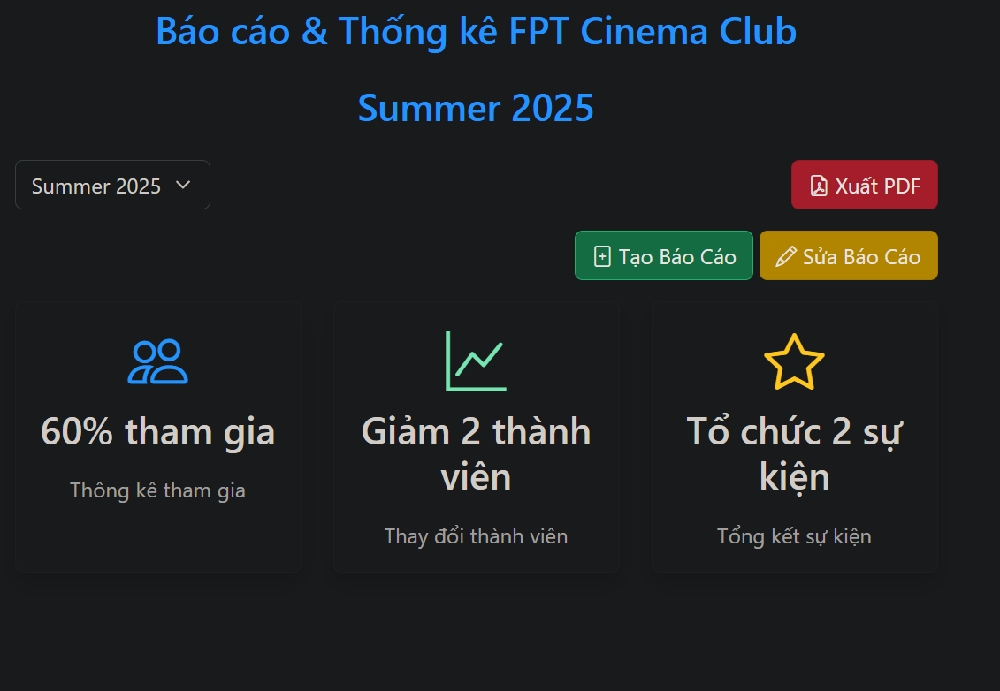 Báo cáo & Thống kê FPT Cinema Club
Summer 2025
Summer 2025
Xuất PDF
Tạo Báo Cáo
Sửa Báo Cáo
60% tham gia
Thông kê tham gia
Giảm 2 thành
viên
Thay đổi thành viên
Tổ chức 2 sự
kiện
Tổng kết sự kiện